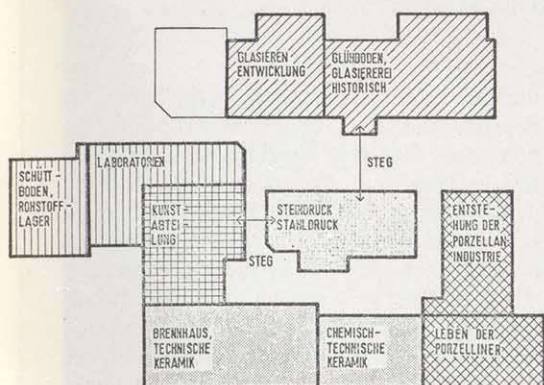 GLASIEREN
ENTWICKLUNG
GLÜHBODEN,
GLASIEREREI
HISTORISCH
STEG
LABORATORIEN
SCHÜTT-
BODEN,
ROHSTOFF-
LAGER
KUNST-
ABTEI-
LUNG
STEINDRUCK
STAHLDRUCK
STEG
ENTSTE-
HUNG DER
PORZELLAN
INDUSTRIE
BRENNHAUS,
TECHNISCHE
KERAMIK
CHEMISCH-
TECHNISCHE
KERAMIK
LEBEN DER
PORZELLINER